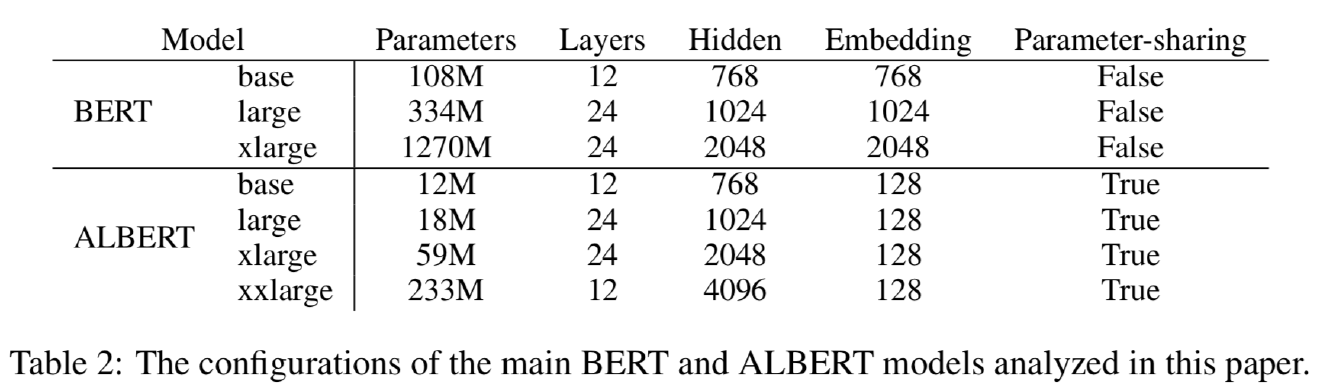 Model Parameters Layers Hidden Embedding Parameter-sharing
base 108M 12 768 768 False
BERT large 334M 24 1024 1024 False
xlarge 1270M 24 2048 2048 False
base 12M 12 768 128 True
large 18M 24 1024 128 True
ALBERT
xlarge 59M 24 2048 128 True
xxlarge 233M 12 4096 128 True
Table 2: The configurations of the main BERT and ALBERT models analyzed in this paper.